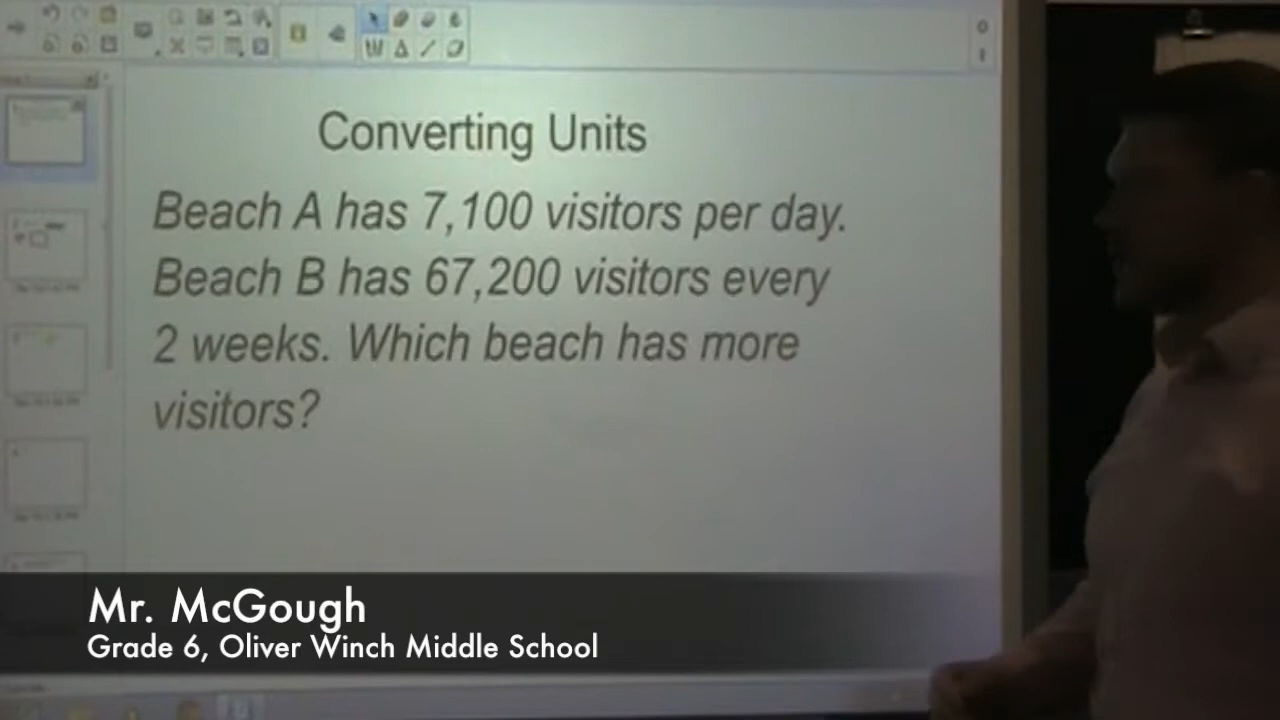 Converting Units
Beach A has 7,100 visitors per day.
Beach B has 67,200 visitors every
2 weeks. Which beach has more
visitors?
Mr. McGough
Grade 6, Oliver Winch Middle School